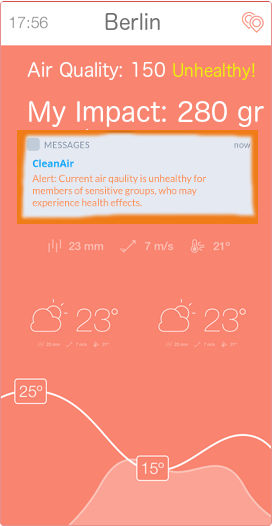 17:56 Berlin
Air Quality: 150 Unhealthy!
My Impact: 280 gr
MESSAGES now
CleanAir
Alert: Current air qaulity is unhealthy for
members of sensitive groups, who may
experience health effects.
23 mm 7 m/s 21°
23° 23°
25°
15°